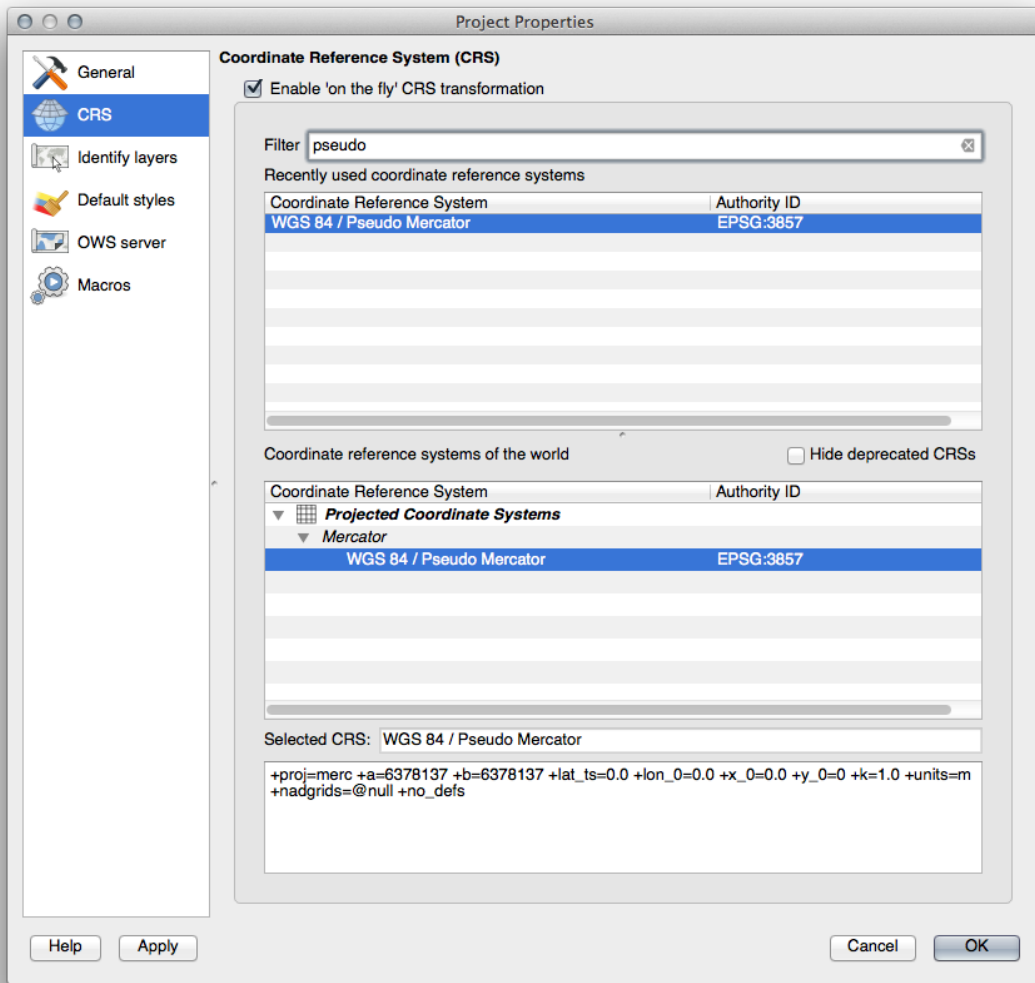 Project Properties
General
CRS
Identify layers
Default styles
OWS server
Macros
Coordinate Reference System (CRS)
Enable 'on the fly' CRS transformation
Filter pseudo
Recently used coordinate reference systems
Coordinate Reference System Authority ID
WGS 84 / Pseudo Mercator EPSG:3857
Coordinate reference systems of the world Hide deprecated CRSs
Coordinate Reference System Authority ID
Projected Coordinate Systems
Mercator
WGS 84 / Pseudo Mercator EPSG:3857
Selected CRS: WGS 84 / Pseudo Mercator
+proj=merc +a=6378137 +b=6378137 +lat_ts=0.0 +lon_0=0.0 +x_0=0.0 +y_0=0 +k=1.0 +units=m
+nadgrids=@null +no_defs
Help Apply Cancel OK